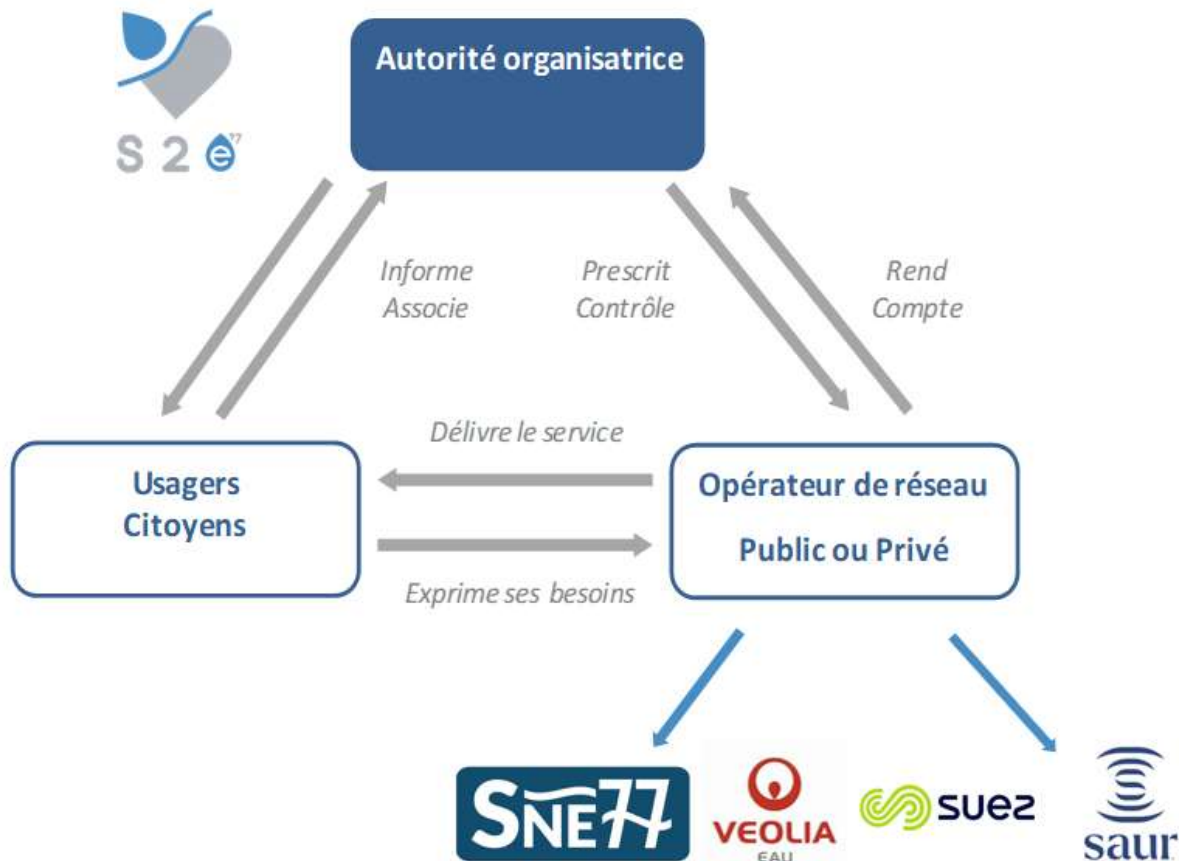 Autorité organisatrice
S2e77
Informe
Associe
Prescrit
Contrôle
Rend
Compte
Délivre le service
Usagers
Citoyens
Opérateur de réseau
Public ou Privé
Exprime ses besoins
SNE77
VEOLIA
EAU
suez
saur